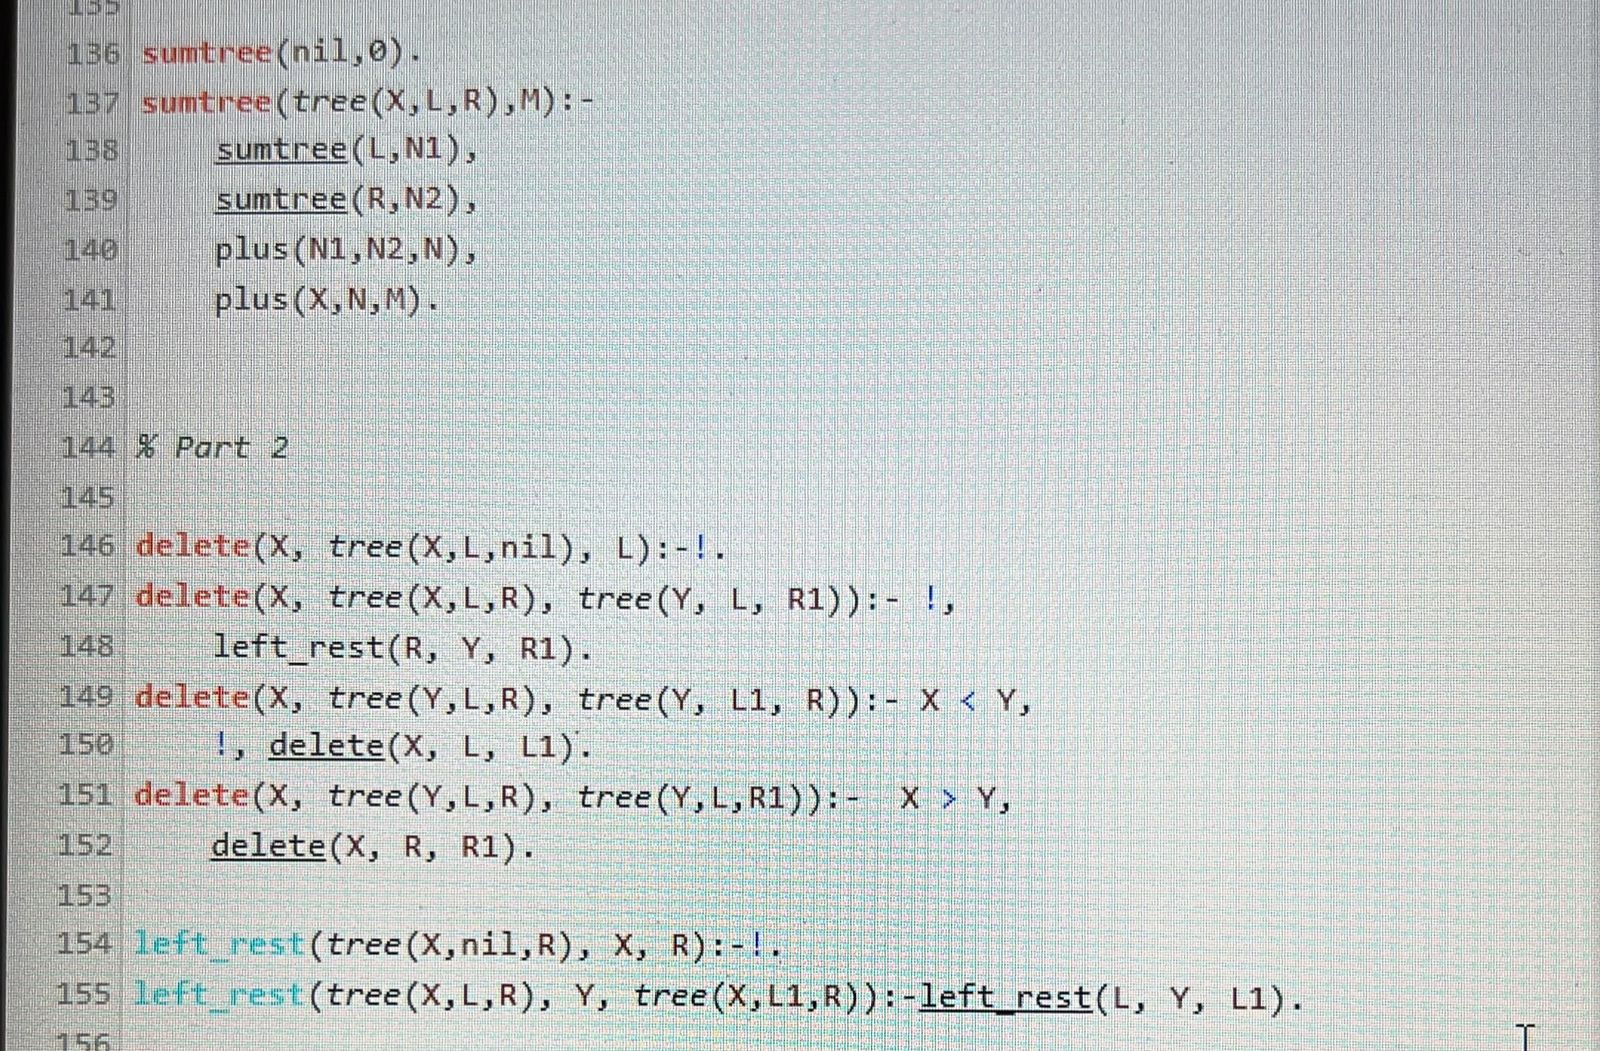 135
136 sumtree(nil,0).
137 sumtree(tree(X,L,R),M):-
138     sumtree(L,N1),
139     sumtree(R,N2),
140     plus(N1,N2,N),
141     plus(X,N,M).
142
143
144 % Part 2
145
146 delete(X, tree(X,L,nil), L):-!.
147 delete(X, tree(X,L,R), tree(Y, L, R1)):- !,
148     left_rest(R, Y, R1).
149 delete(X, tree(Y,L,R), tree(Y, L1, R)):- X < Y,
150     !, delete(X, L, L1).
151 delete(X, tree(Y,L,R), tree(Y,L,R1)):-  X > Y,
152     delete(X, R, R1).
153
154 left_rest(tree(X,nil,R), X, R):-!.
155 left_rest(tree(X,L,R), Y, tree(X,L1,R)):-left_rest(L, Y, L1).
156